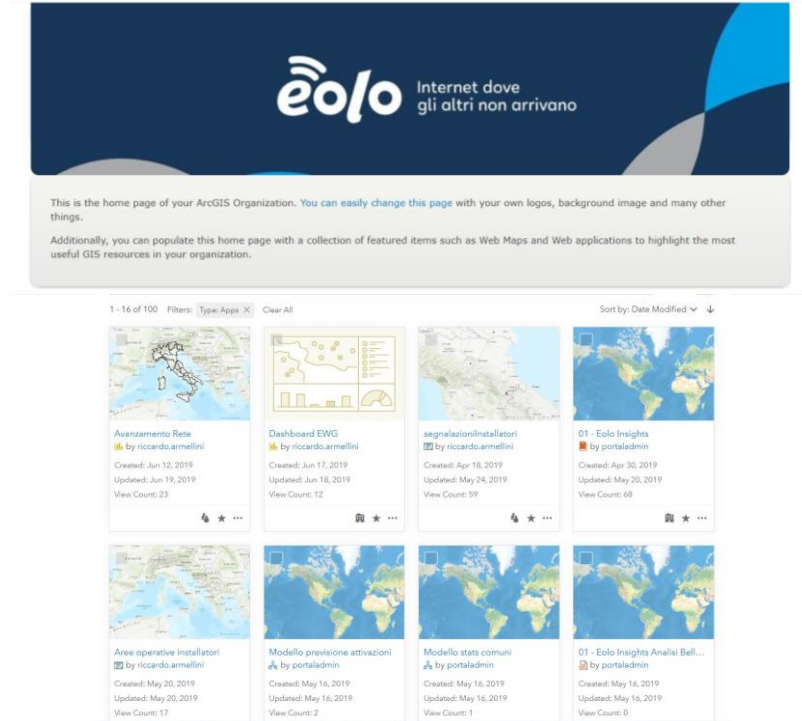 eolo
Internet dove
gli altri non arrivano
This is the home page of your ArcGIS Organization. You can easily change this page with your own logos, background image and many other
things.
Additionally, you can populate this home page with a collection of featured items such as Web Maps and Web applications to highlight the most
useful GIS resources in your organization.
1 - 16 of 100 Filters: Type: Apps × Clear All Sort by: Date Modified
Avanzamento Rete
by riccardo.armellini
Created: Jun 12, 2019
Updated: Jun 19, 2019
View Count: 23
Dashboard EWG
by riccardo.armellini
Created: Jun 17, 2019
Updated: Jun 18, 2019
View Count: 12
segnalazioniInstallatori
by riccardo.armellini
Created: Apr 18, 2019
Updated: May 24, 2019
View Count: 59
01 - Eolo Insights
by portaladmin
Created: Apr 30, 2019
Updated: May 20, 2019
View Count: 68
Aree operative installatori
by riccardo.armellini
Created: May 20, 2019
Updated: May 20, 2019
View Count: 17
Modello previsione attivazioni
by portaladmin
Created: May 16, 2019
Updated: May 16, 2019
View Count: 2
Modello stats comuni
by portaladmin
Created: May 16, 2019
Updated: May 16, 2019
View Count: 1
01 - Eolo Insights Analisi Bell...
by portaladmin
Created: May 16, 2019
Updated: May 16, 2019
View Count: 0